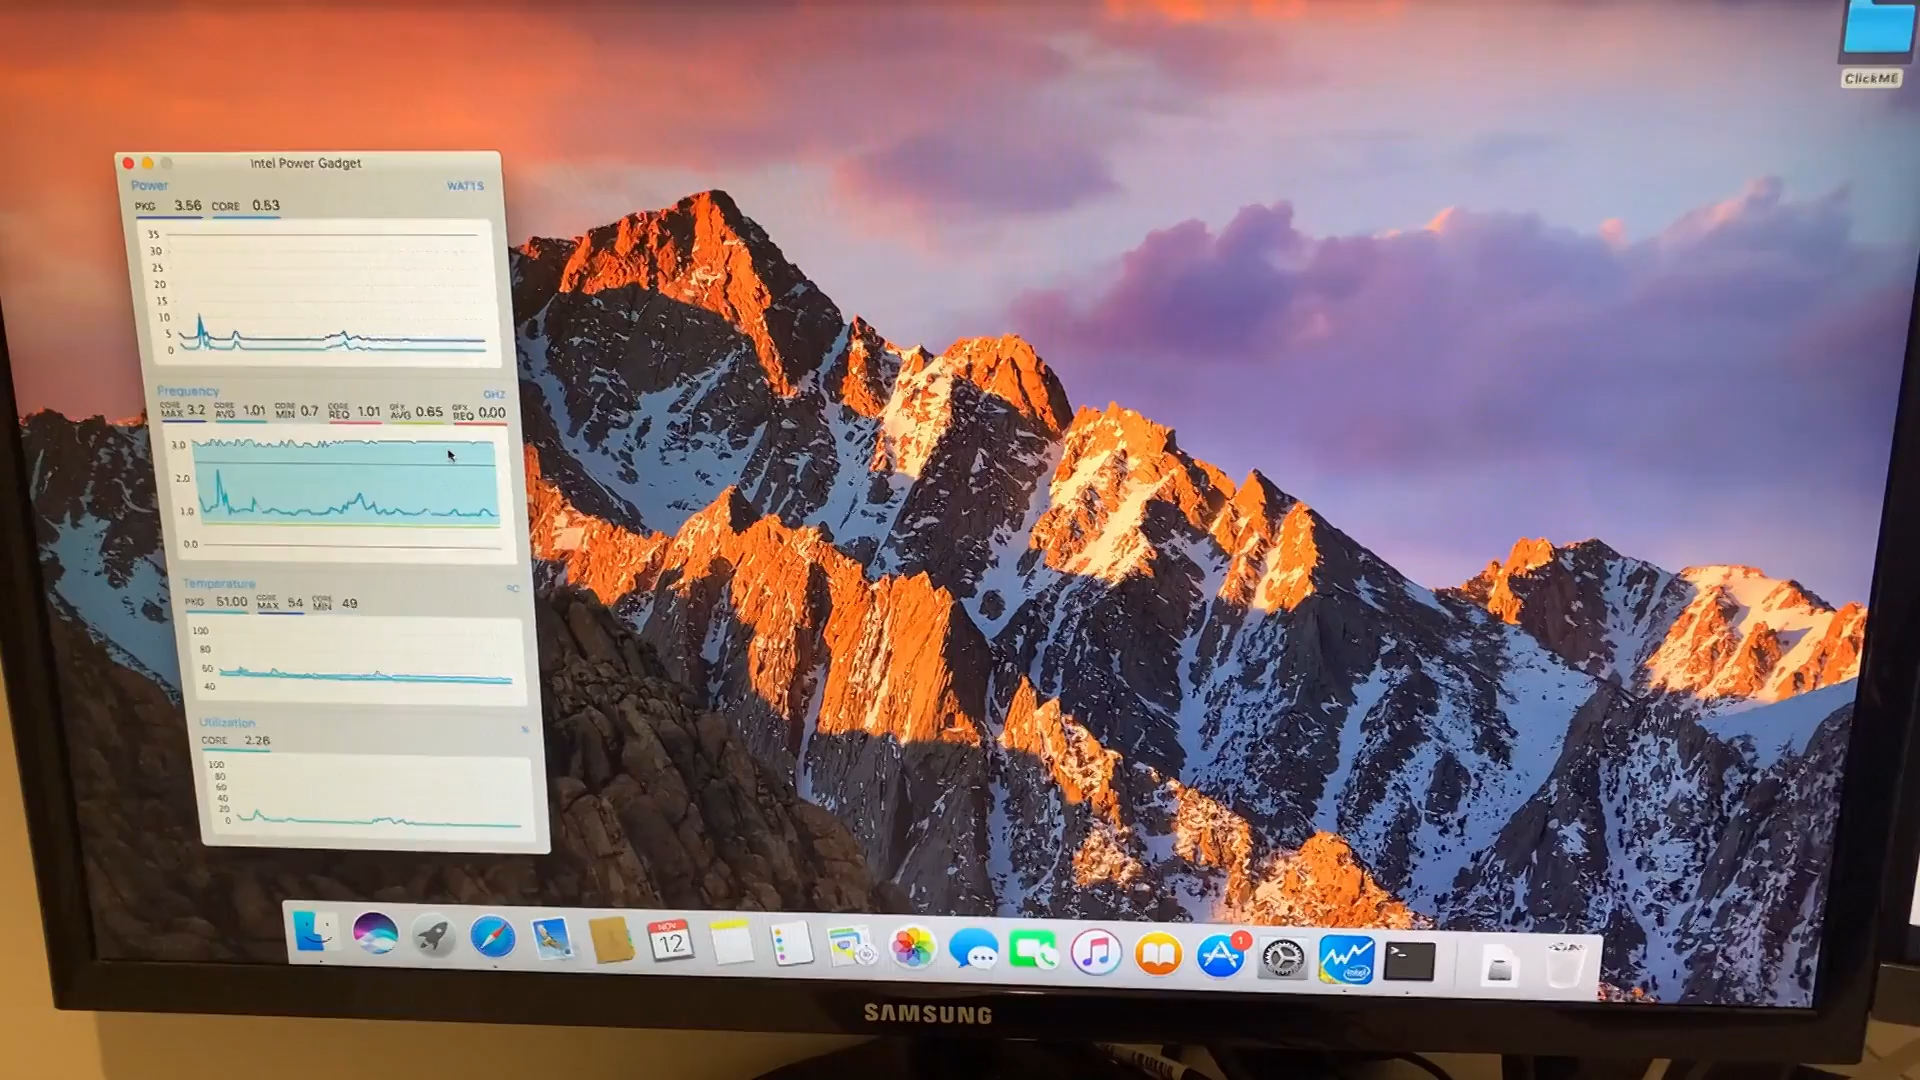 ClickME
Intel Power Gadget
Power WATTS
PKG 3.56 CORE 0.53
35
30
25
20
15
10
5
0
Frequency GHZ
CORE MAX 3.2 CORE AVG 1.01 CORE MIN 0.7 CORE REQ 1.01 GFX AVG 0.65 GFX REQ 0.00
3.0
2.0
1.0
0.0
Temperature ºC
PKG 51.00 CORE MAX 54 CORE MIN 49
100
80
60
40
Utilization %
CORE 2.26
100
80
60
40
20
0
NOV
12
1
intel
SAMSUNG